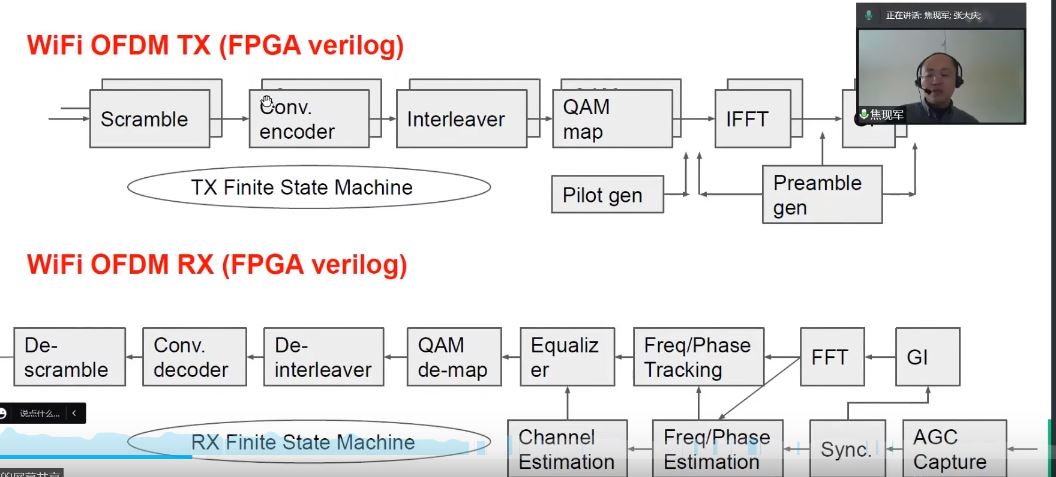 WiFi OFDM TX (FPGA verilog)
正在讲话: 焦现军; 张大庆;
焦现军
Scramble
Conv.
encoder
Interleaver
QAM
map
IFFT
TX Finite State Machine
Pilot gen
Preamble
gen
WiFi OFDM RX (FPGA verilog)
De-
scramble
Conv.
decoder
De-
interleaver
QAM
de-map
Equaliz
er
Freq/Phase
Tracking
FFT
GI
说点什么...
RX Finite State Machine
Channel
Estimation
Freq/Phase
Estimation
Sync.
AGC
Capture